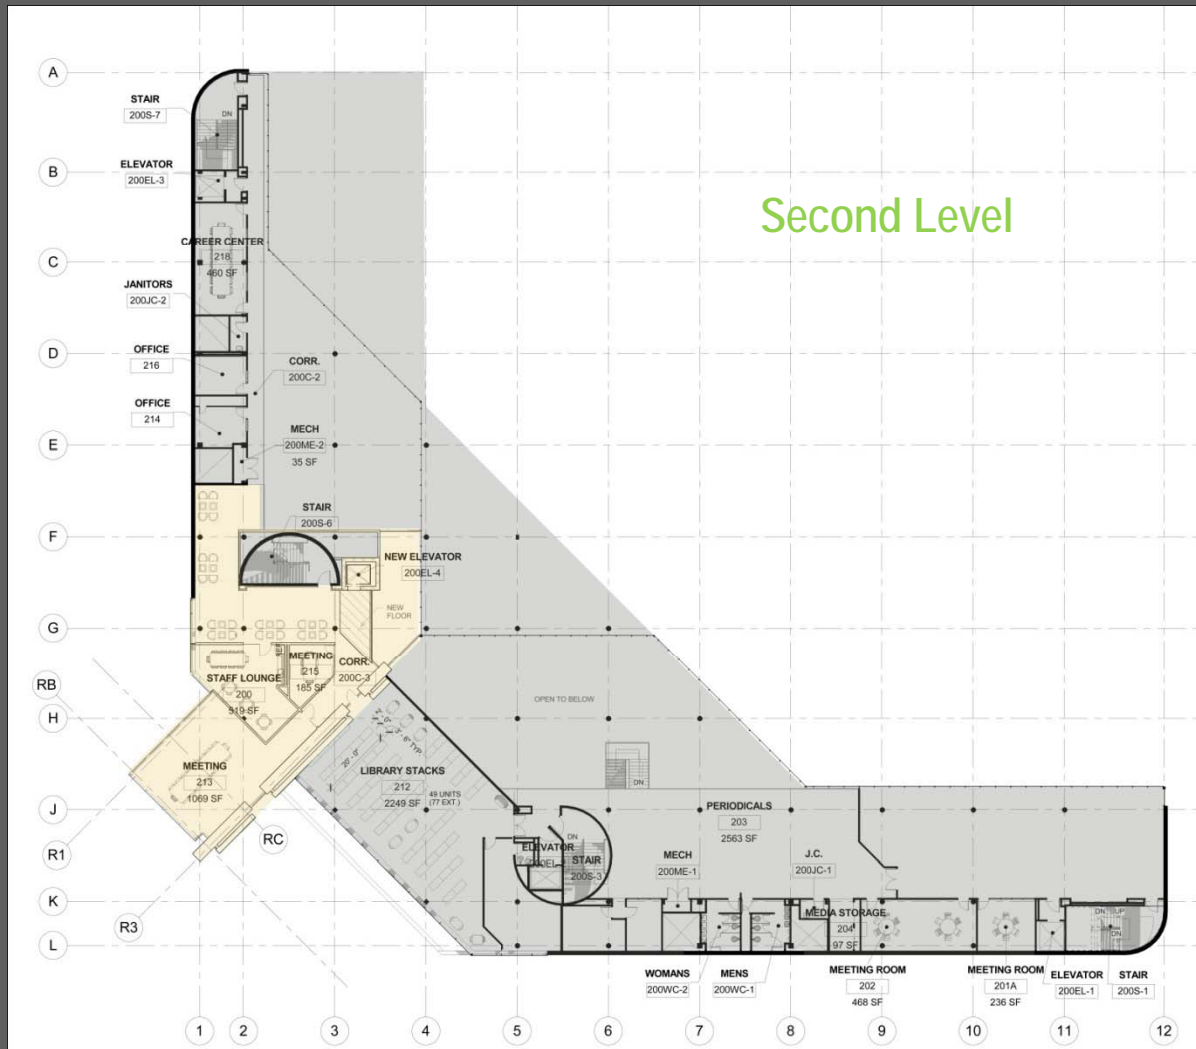 Second Level
A
STAIR
200S-7
DN
B
ELEVATOR
200EL-3
CAREER CENTER
218
460 SF
C
JANITORS
200JC-2
D
OFFICE
216
CORR.
200C-2
OFFICE
214
MECH
200ME-2
35 SF
E
STAIR
200S-6
F
NEW ELEVATOR
200EL-4
NEW
FLOOR
G
MEETING
215
185 SF
CORR.
200C-3
STAFF LOUNGE
200
519 SF
RB
H
OPEN TO BELOW
3'- 6" TYP
20'- 0"
MEETING
213
1069 SF
LIBRARY STACKS
212
2249 SF
49 UNITS
(77 EXT.)
DN
J
PERIODICALS
203
2563 SF
RC
R1
DN
ELEVATOR
STAIR
200S-3
MECH
200ME-1
J.C.
200JC-1
K
R3
MEDIA STORAGE
204
97 SF
DN
UP
DN
L
WOMANS
200WC-2
MENS
200WC-1
MEETING ROOM
202
468 SF
MEETING ROOM
201A
236 SF
ELEVATOR
200EL-1
STAIR
200S-1
1
2
3
4
5
6
7
8
9
10
11
12